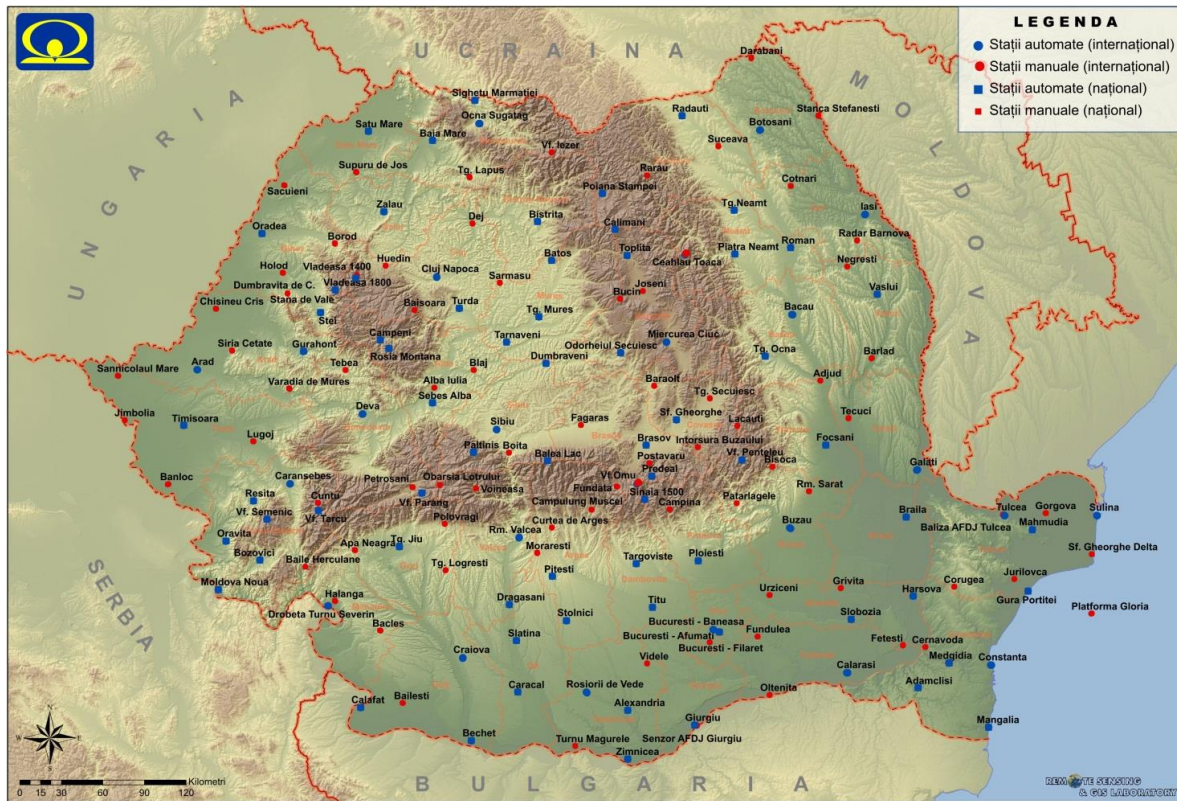 LEGENDA
Stații automate (internațional)
Stații manuale (internațional)
Stații automate (național)
Stații manuale (național)
UCRAINA
MOLDOVA
UNGARIA
SERBIA
BULGARIA
Darabani
Sighetu Marmatiei
Ocna Sugatag
Radauti
Stanca Stefanesti
Satu Mare
Baia Mare
Botosani
Suceava
Vf. Iezer
Supuru de Jos
Tg. Lapus
Rarau
Sacuieni
Poiana Stampei
Cotnari
Zalau
Tg.Neamt
Iasi
Dej
Bistrita
Oradea
Calimani
Radar Barnova
Borod
Toplita
Piatra Neamt
Roman
Huedin
Batos
Ceahlau Toaca
Negresti
Holod
Vladeasa 1400
Cluj Napoca
Sarmasu
Vladeasa 1800
Dumbravita de C.
Joseni
Vaslui
Stana de Vale
Bucin
Chisineu Cris
Baisoara
Turda
Tg. Mures
Bacau
Stei
Campeni
Tarnaveni
Miercurea Ciuc
Siria Cetate
Gurahont
Rosia Montana
Odorheiul Secuiesc
Tg. Ocna
Barlad
Arad
Tebea
Blaj
Dumbraveni
Sannicolaul Mare
Varadia de Mures
Alba Iulia
Baraolt
Adjud
Sebes Alba
Tg. Secuiesc
Jimbolia
Timisoara
Deva
Sibiu
Fagaras
Sf. Gheorghe
Lacauti
Tecuci
Lugoj
Paltinis
Boita
Brasov
Intorsura Buzaului
Focsani
Balea Lac
Postavaru
Vf. Penteleu
Bisoca
Galati
Predeal
Banloc
Caransebes
Petrosani
Obarsia Lotrului
Voineasa
Fundata
Vf.Omu
Sinaia 1500
Rm. Sarat
Resita
Cuntu
Vf. Parang
Campulung Muscel
Campina
Patarlagele
Vf. Semenic
Vf. Tarcu
Polovragi
Curtea de Arges
Braila
Tulcea
Gorgova
Sulina
Buzau
Baliza AFDJ Tulcea
Mahmudia
Oravita
Tg. Jiu
Rm. Valcea
Bozovici
Apa Neagra
Moraresti
Targoviste
Ploiesti
Sf. Gheorghe Delta
Baile Herculane
Tg. Logresti
Pitesti
Moldova Noua
Urziceni
Grivita
Harsova
Corugea
Jurilovca
Halanga
Dragasani
Titu
Gura Portitei
Drobeta Turnu Severin
Stolnici
Slobozia
Platforma Gloria
Bacles
Slatina
Bucuresti - Baneasa
Bucuresti - Afumati
Fundulea
Bucuresti - Filaret
Fetesti
Cernavoda
Craiova
Videle
Medgidia
Constanta
Calarasi
Caracal
Rosiorii de Vede
Oltenita
Adamclisi
Calafat
Bailesti
Alexandria
Giurgiu
Mangalia
Bechet
Turnu Magurele
Senzor AFDJ Giurgiu
Zimnicea
N
W
E
S
0 15 30 60 90 120
Kilometri
REMOTE SENSING
& GIS LABORATORY